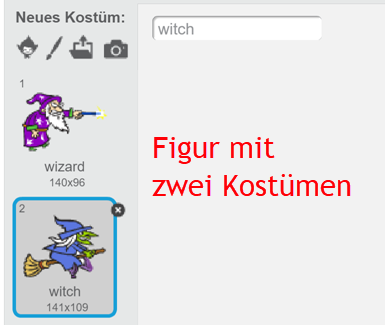 Neues Kostüm:
witch
1
wizard
140x96
Figur mit
zwei Kostümen
2
witch
141x109